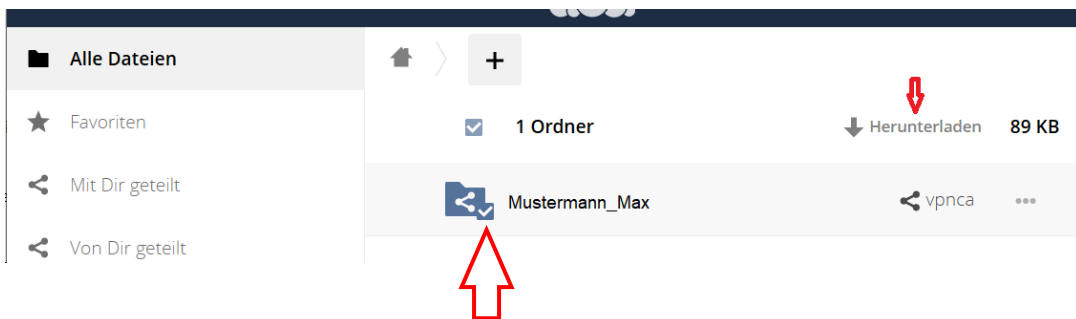 Alle Dateien
+
Favoriten
1 Ordner
Herunterladen
89 KB
Mit Dir geteilt
Mustermann_Max
vpnca
Von Dir geteilt